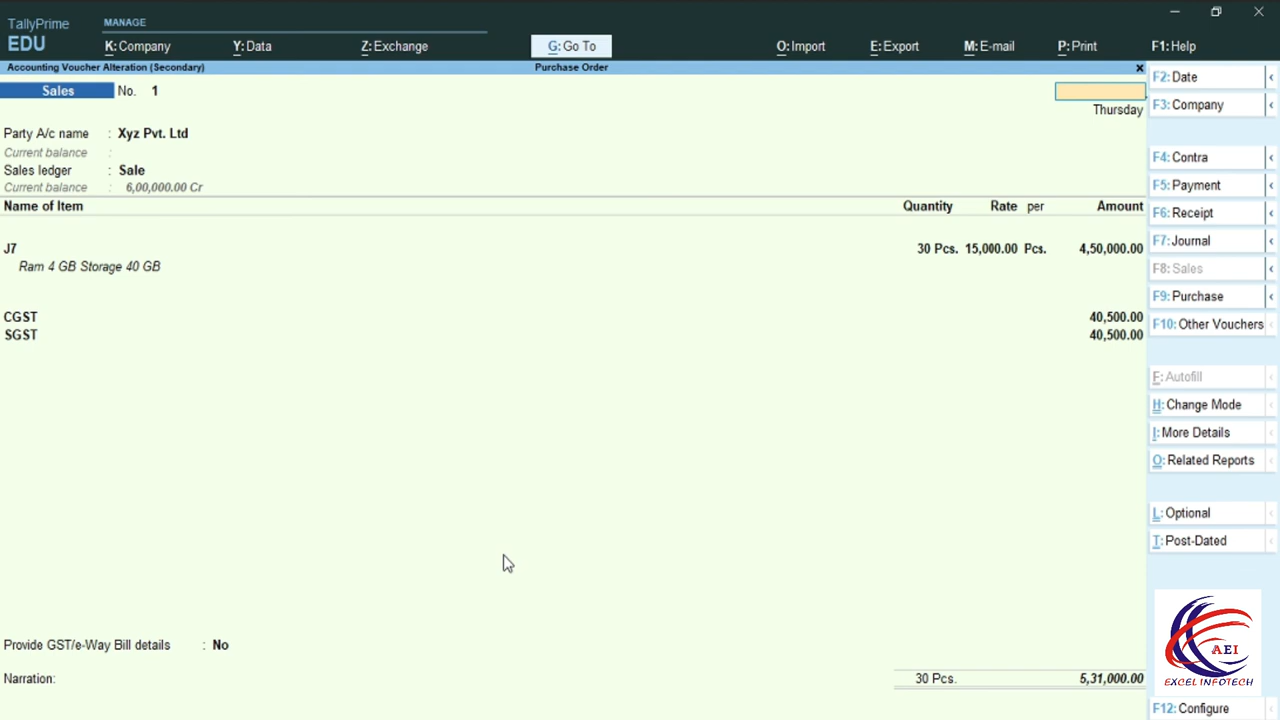 TallyPrime
EDU
MANAGE
K: Company Y: Data Z: Exchange G: Go To O: Import E: Export M: E-mail P: Print F1: Help
Accounting Voucher Alteration (Secondary) Purchase Order x
Sales No. 1
Thursday
Party A/c name : Xyz Pvt. Ltd
Current balance :
Sales ledger : Sale
Current balance : 6,00,000.00 Cr
Name of Item Quantity Rate per Amount
J7 30 Pcs. 15,000.00 Pcs. 4,50,000.00
Ram 4 GB Storage 40 GB
CGST 40,500.00
SGST 40,500.00
Provide GST/e-Way Bill details : No
Narration: 30 Pcs. 5,31,000.00
F2: Date
F3: Company
F4: Contra
F5: Payment
F6: Receipt
F7: Journal
F8: Sales
F9: Purchase
F10: Other Vouchers
F: Autofill
H: Change Mode
I: More Details
O: Related Reports
L: Optional
T: Post-Dated
AEI
EXCEL INFOTECH
F12: Configure